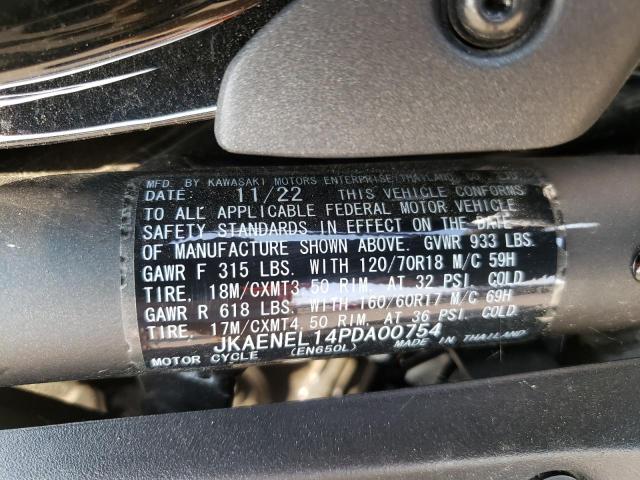 MFD. BY KAWASAKI MOTORS ENTERPRISE(THAILAND) CO., LTD.
DATE: 11/22 THIS VEHICLE CONFORMS
TO ALL APPLICABLE FEDERAL MOTOR VEHICLE
SAFETY STANDARDS IN EFFECT ON THE DATE
OF MANUFACTURE SHOWN ABOVE. GVWR 933 LBS.
GAWR F 315 LBS. WITH 120/70R18 M/C 59H
TIRE, 18M/CXMT3.50 RIM, AT 32 PSI. COLD
GAWR R 618 LBS. WITH 160/60R17 M/C 69H
TIRE, 17M/CXMT4.50 RIM, AT 36 PSI. COLD
JKAENEL14PDA00754
MOTOR CYCLE (EN650L) MADE IN THAILAND